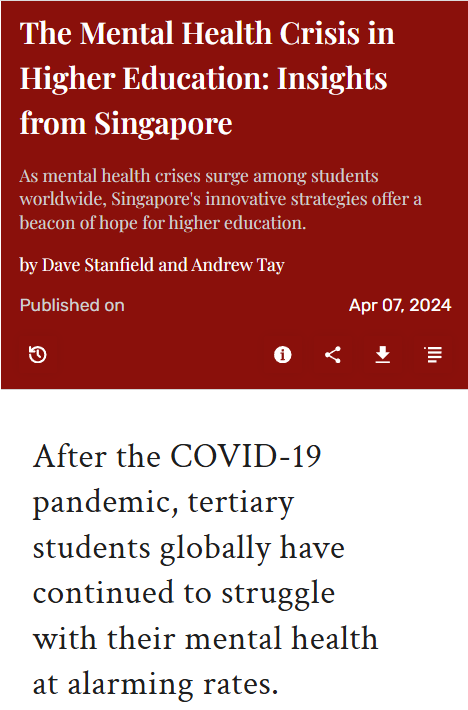 The Mental Health Crisis in
Higher Education: Insights
from Singapore
As mental health crises surge among students
worldwide, Singapore's innovative strategies offer a
beacon of hope for higher education.
by Dave Stanfield and Andrew Tay
Published on Apr 07, 2024
After the COVID-19
pandemic, tertiary
students globally have
continued to struggle
with their mental health
at alarming rates.